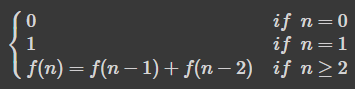 0 if n = 0
1 if n = 1
f(n) = f(n − 1) + f(n − 2) if n ≥ 2